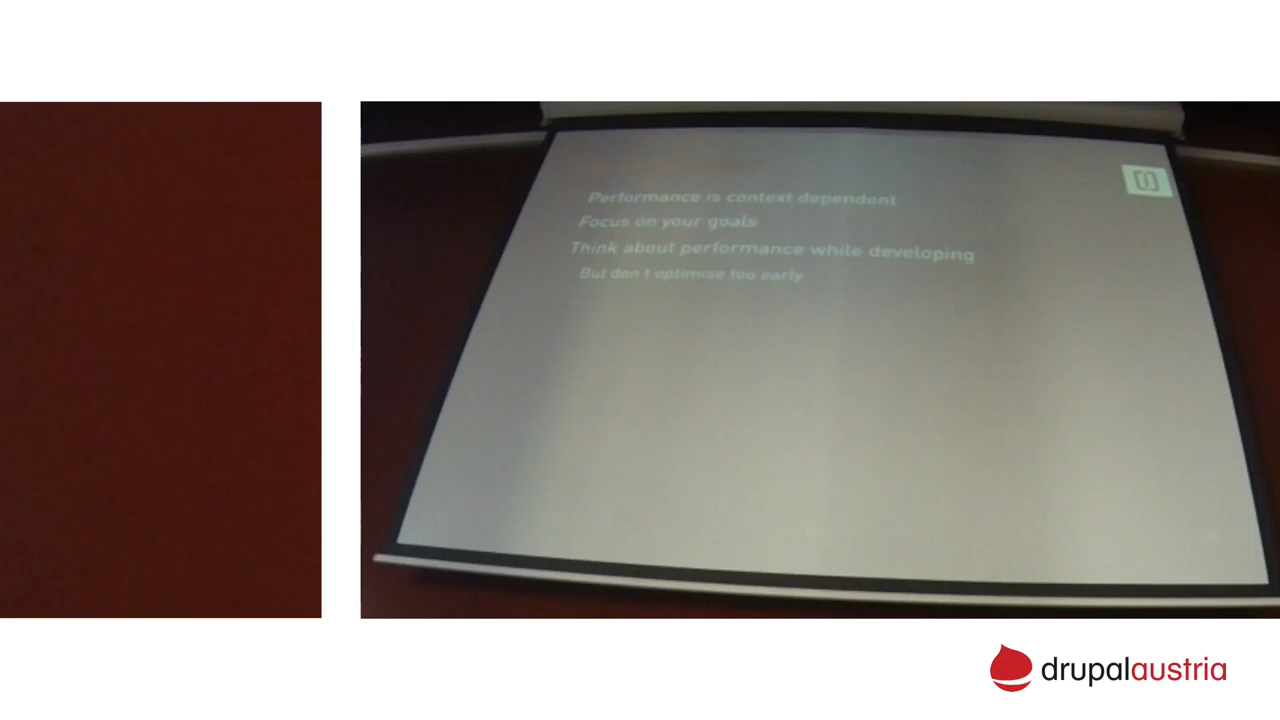 Performance is context dependent
Focus on your goals
Think about performance while developing
But don't optimise too early
drupalaustria